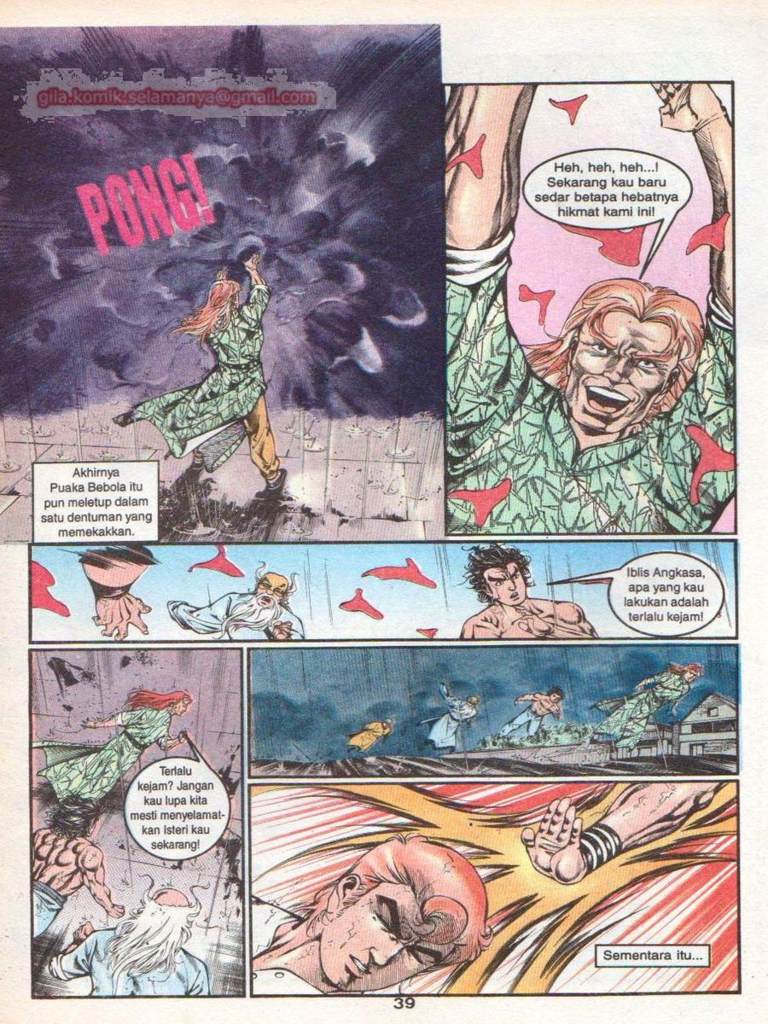 gila.komik.selamanya@gmail.com
PONG!
Akhirnya
Puaka Bebola itu
pun meletup dalam
satu dentuman yang
memekakkan.
Heh, heh, heh...!
Sekarang kau baru
sedar betapa hebatnya
hikmat kami ini!
Iblis Angkasa,
apa yang kau
lakukan adalah
terlalu kejam!
Terlalu
kejam? Jangan
kau lupa kita
mesti menyelamat-
kan Isteri kau
sekarang!
Sementara itu...
39